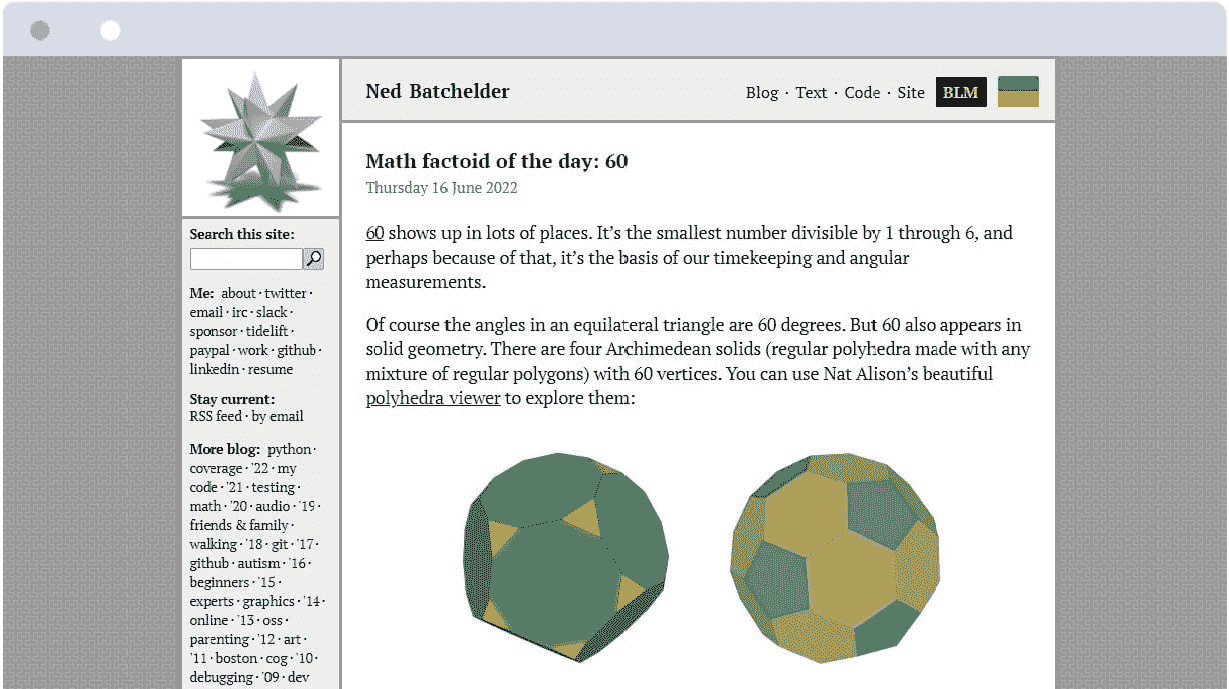 Ned Batchelder
Blog · Text · Code · Site BLM
Search this site:
Me: about · twitter ·
email · irc · slack ·
sponsor · tidelift ·
paypal · work · github ·
linkedin · resume
Stay current:
RSS feed · by email
More blog: python ·
coverage · '22 · my
code · '21 · testing ·
math · '20 · audio · '19 ·
friends & family ·
walking · '18 · git · '17 ·
github · autism · '16 ·
beginners · '15 ·
experts · graphics · '14 ·
online · '13 · oss ·
parenting · '12 · art ·
'11 · boston · cog · '10 ·
debugging · '09 · dev
Math factoid of the day: 60
Thursday 16 June 2022
60 shows up in lots of places. It’s the smallest number divisible by 1 through 6, and
perhaps because of that, it’s the basis of our timekeeping and angular
measurements.
Of course the angles in an equilateral triangle are 60 degrees. But 60 also appears in
solid geometry. There are four Archimedean solids (regular polyhedra made with any
mixture of regular polygons) with 60 vertices. You can use Nat Alison’s beautiful
polyhedra viewer to explore them: